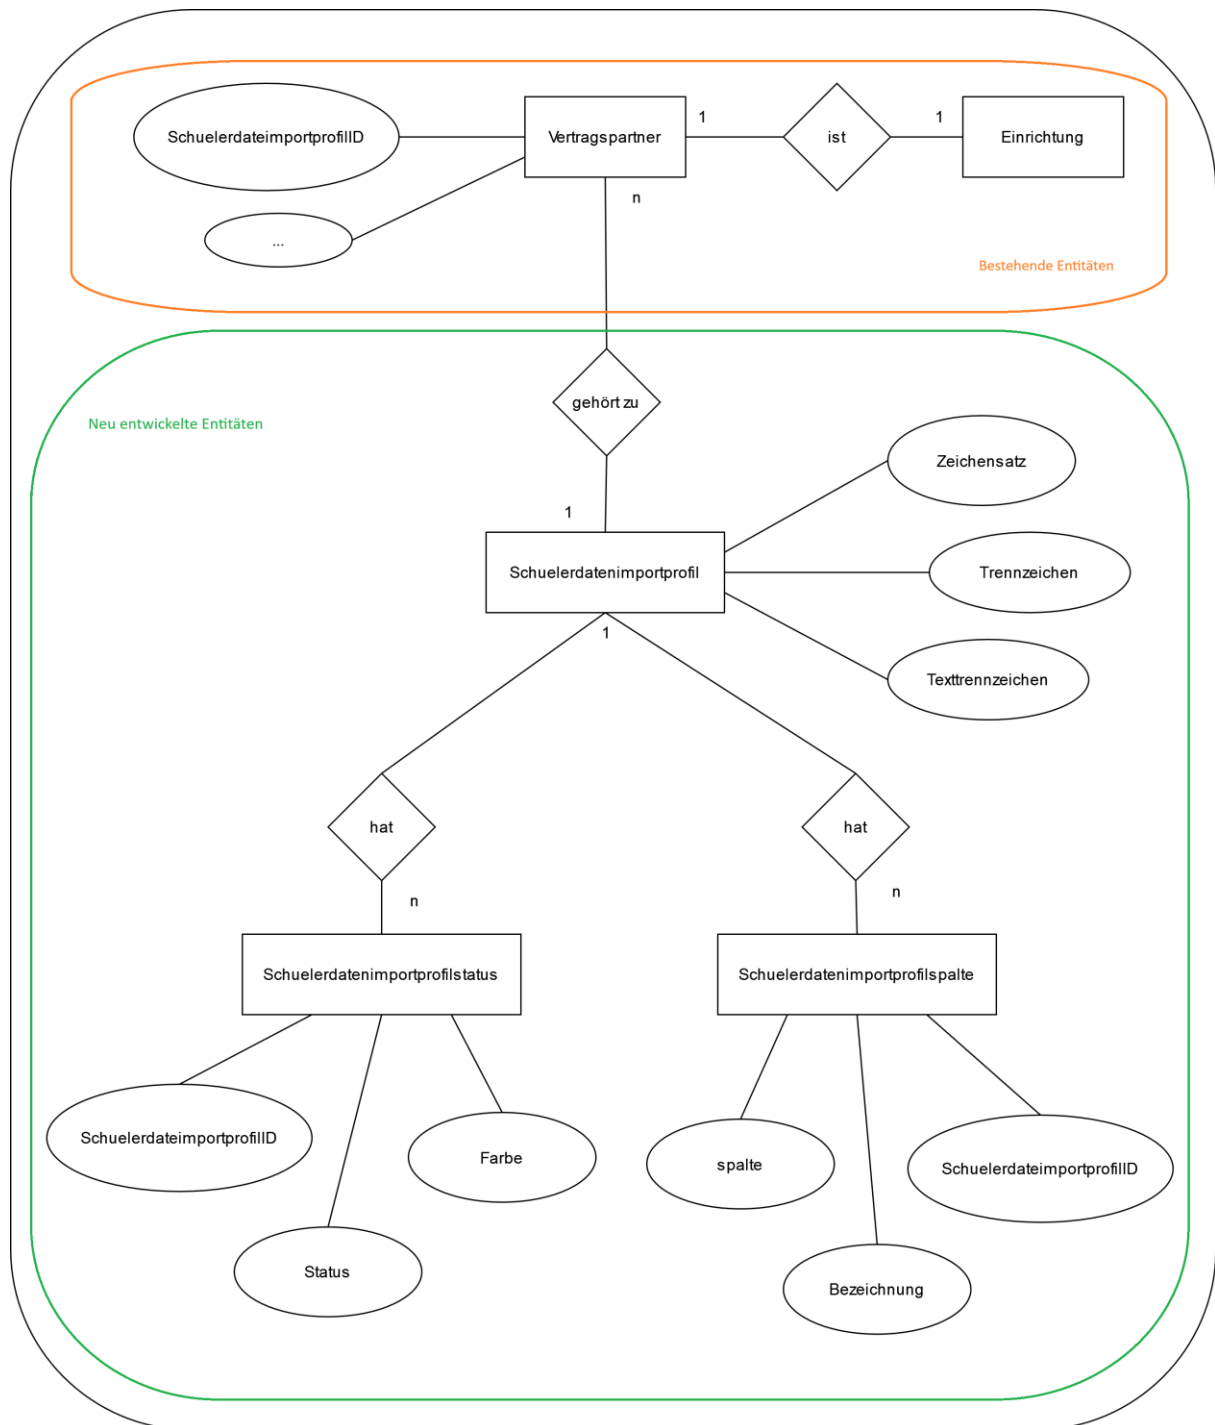 SchuelerdateimportprofilID
Vertragspartner
1
ist
1
Einrichtung
n
...
Bestehende Entitäten
gehört zu
Neu entwickelte Entitäten
Zeichensatz
1
Schuelerdatenimportprofil
Trennzeichen
1
Texttrennzeichen
hat
hat
n
n
Schuelerdatenimportprofilstatus
Schuelerdatenimportprofilspalte
SchuelerdateimportprofilID
Farbe
spalte
SchuelerdateimportprofilID
Status
Bezeichnung